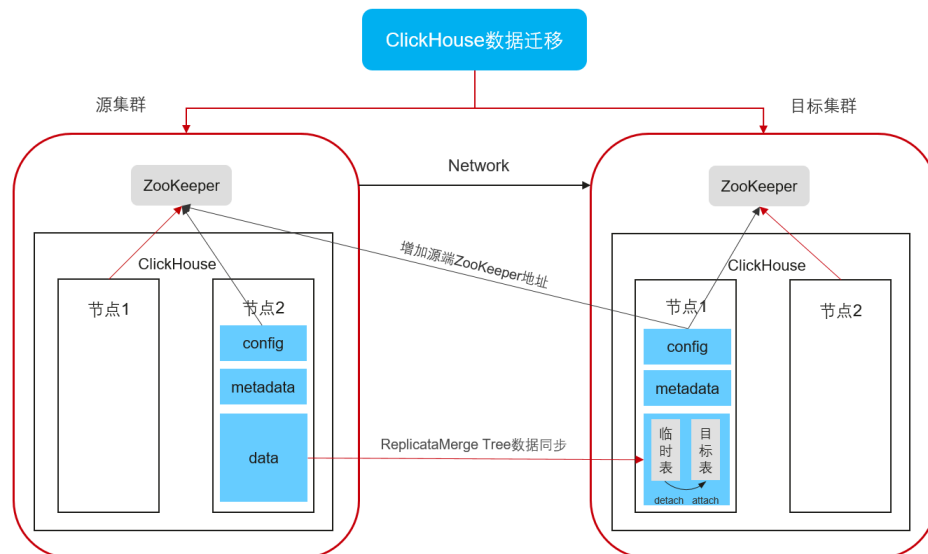 ClickHouse数据迁移
源集群
目标集群
Network
ZooKeeper
ZooKeeper
增加源端ZooKeeper地址
ClickHouse
ClickHouse
节点1
节点2
节点1
节点2
config
metadata
data
config
metadata
ReplicataMerge Tree数据同步
临时表
目标表
detach
attach